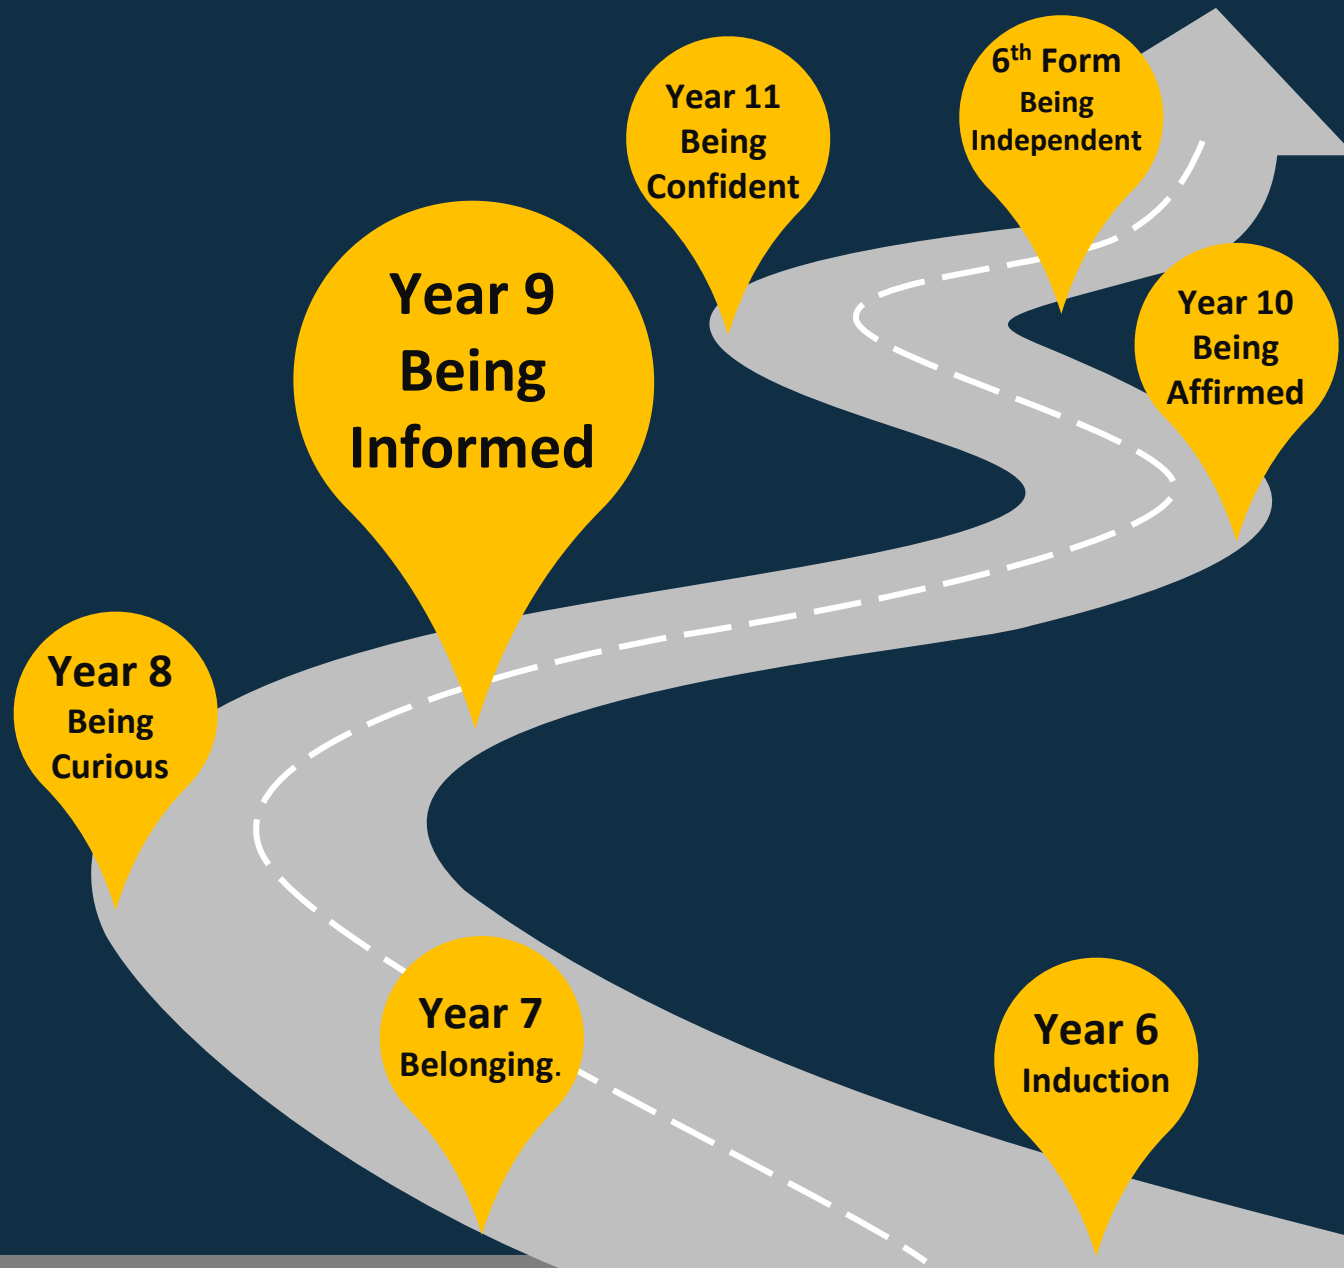 6th Form
Being
Independent
Year 11
Being
Confident
Year 10
Being
Affirmed
Year 9
Being
Informed
Year 8
Being
Curious
Year 7
Belonging.
Year 6
Induction